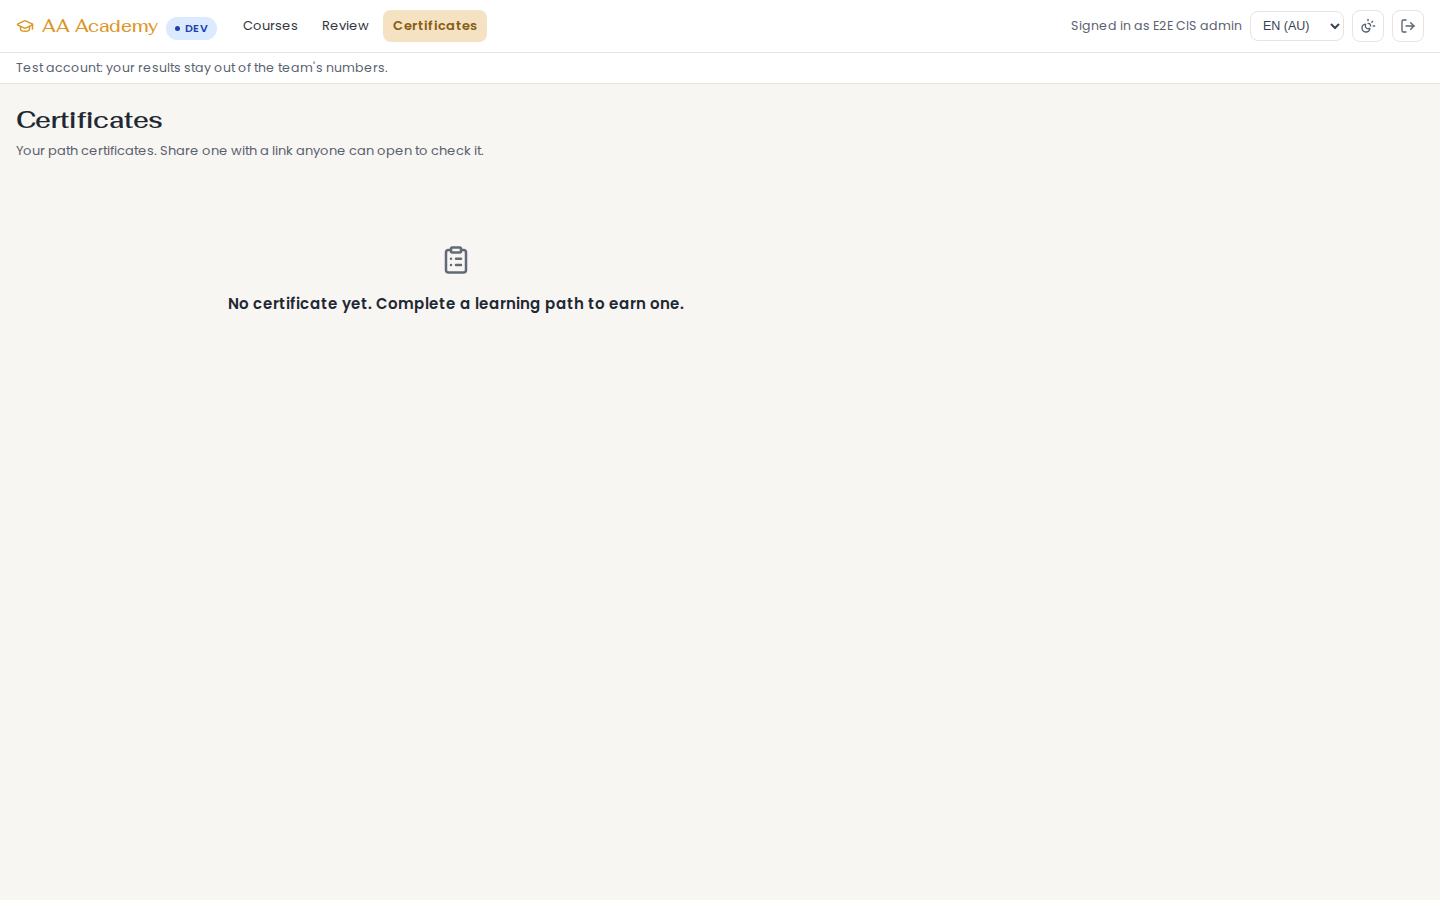 AA Academy
DEV
Courses
Review
Certificates
Signed in as E2E CIS admin
EN (AU)
Test account: your results stay out of the team's numbers.
Certificates
Your path certificates. Share one with a link anyone can open to check it.
No certificate yet. Complete a learning path to earn one.